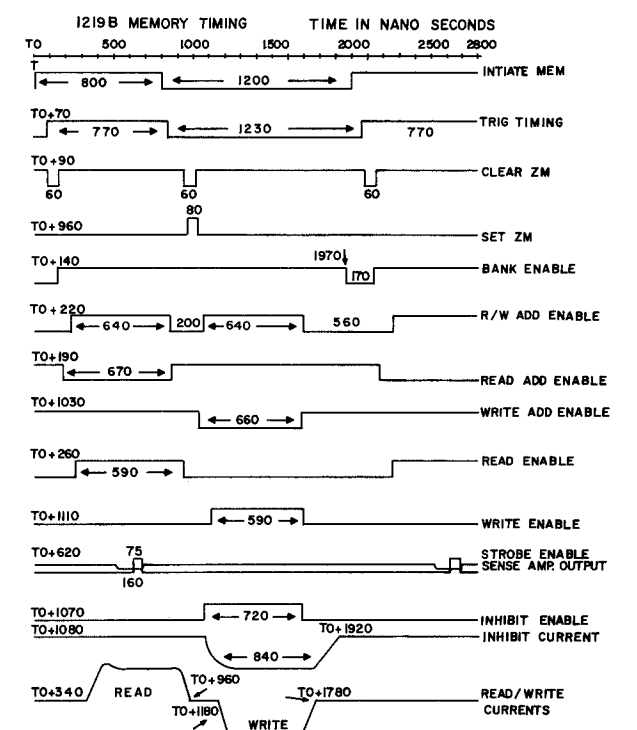 1219B MEMORY TIMING TIME IN NANO SECONDS
TO 500 1000 1500 2000 2500 2800
T
800 1200 INTIATE MEM
TO+70
770 1230 770 TRIG TIMING
TO+90
CLEAR ZM
60 60 60
80
TO+960 SET ZM
TO+140 1970 170 BANK ENABLE
TO+220
640 200 640 560 R/W ADD ENABLE
TO+190
670 READ ADD ENABLE
TO+1030
660 WRITE ADD ENABLE
TO+260
590 READ ENABLE
TO+1110
590 WRITE ENABLE
TO+620 75 STROBE ENABLE
160 SENSE AMP. OUTPUT
TO+1070 720 INHIBIT ENABLE
TO+1080 TO+1920 INHIBIT CURRENT
840
TO+340 READ TO+960 TO+1780 READ/WRITE
CURRENTS
TO+1180
WRITE